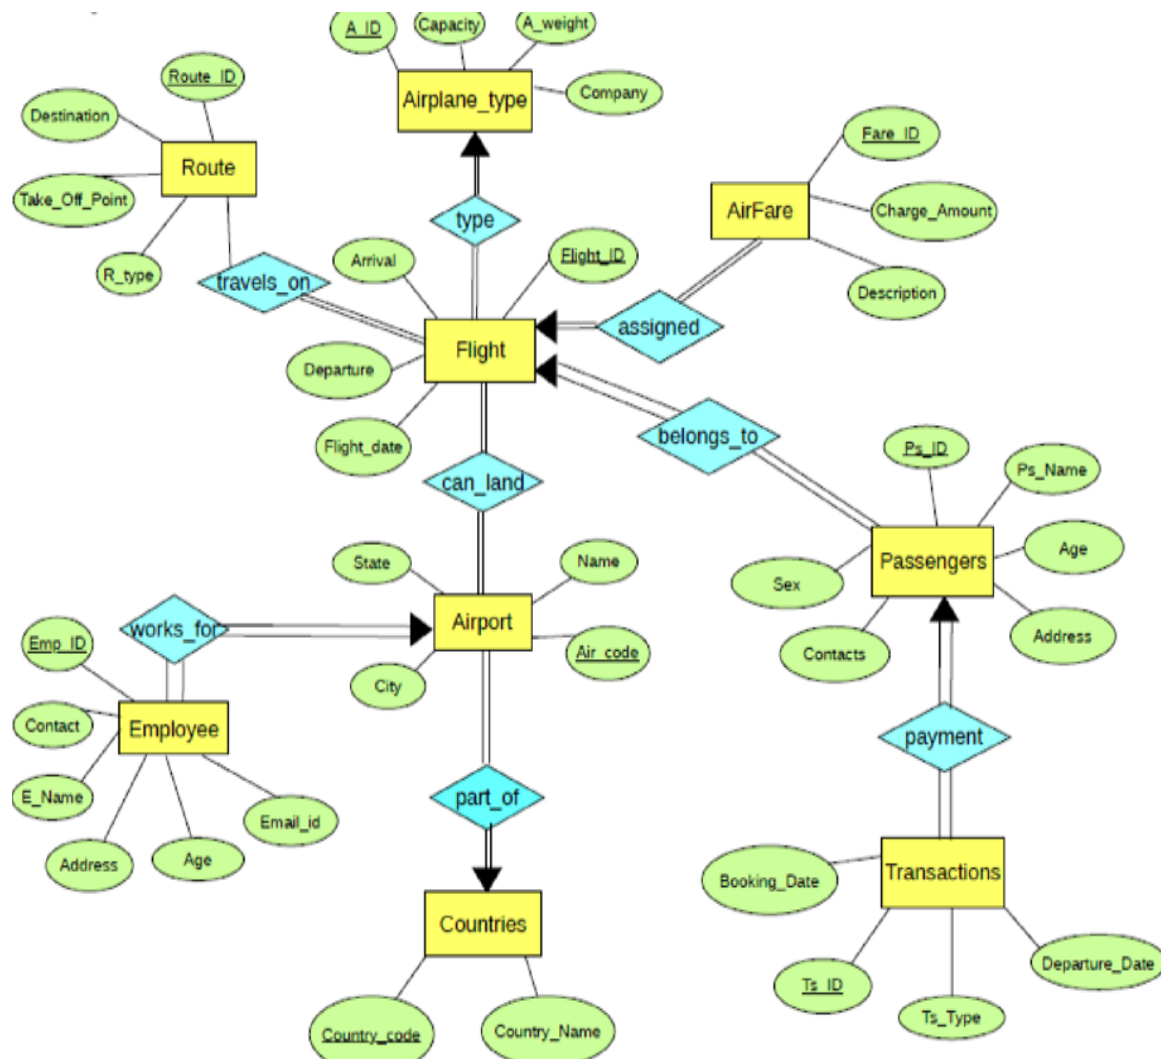 A_ID
Capacity
A_weight
Airplane_type
Company
Route_ID
Destination
Route
Take_Off_Point
R_type
travels_on
type
Fare_ID
AirFare
Charge_Amount
Description
assigned
Arrival
Flight_ID
Flight
Departure
Flight_date
belongs_to
can_land
Ps_ID
Ps_Name
Passengers
Age
Sex
Contacts
Address
State
Name
Airport
Air_code
City
works_for
Emp_ID
Contact
Employee
E_Name
Address
Age
Email_id
part_of
payment
Countries
Country_code
Country_Name
Booking_Date
Transactions
Ts_ID
Ts_Type
Departure_Date